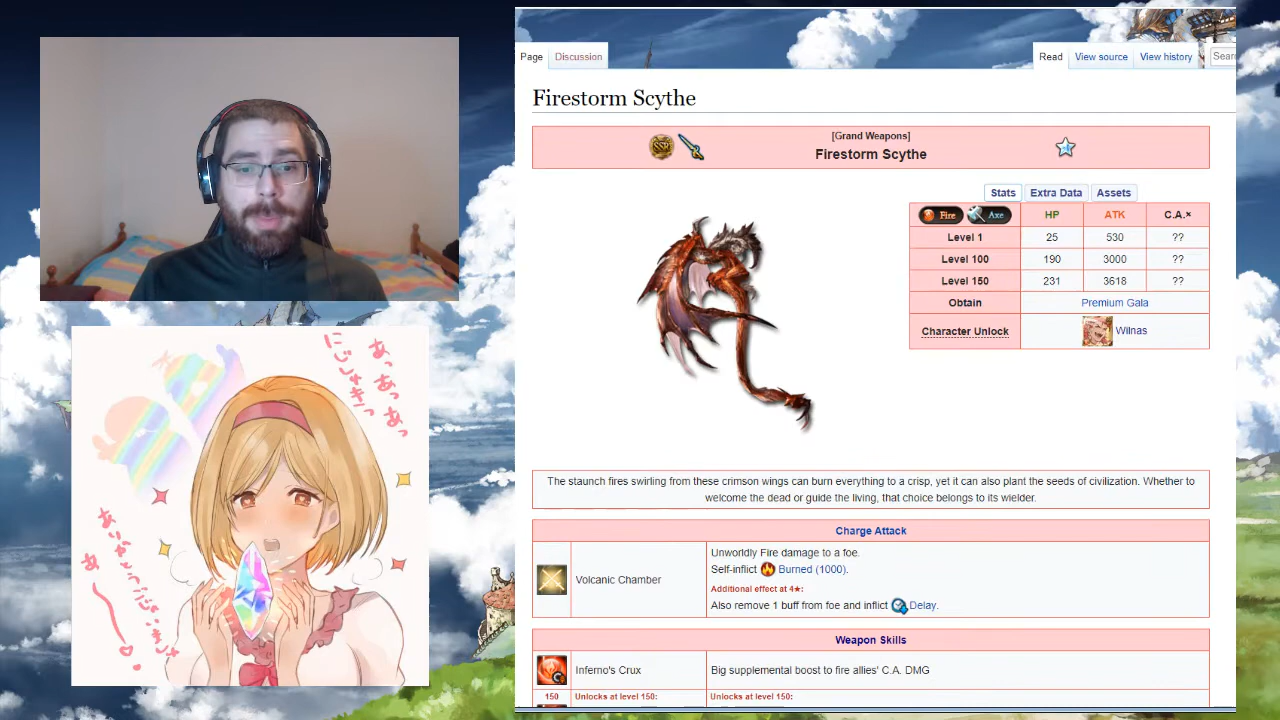 Page
Discussion
Read
View source
View history
Sear
Firestorm Scythe
[Grand Weapons]
SSR
Firestorm Scythe
Stats
Extra Data
Assets
Fire
Axe
HP
ATK
C.A.×
Level 1
25
530
??
Level 100
190
3000
??
Level 150
231
3618
??
Obtain
Premium Gala
Character Unlock
Wilnas
The staunch fires swirling from these crimson wings can burn everything to a crisp, yet it can also plant the seeds of civilization. Whether to
welcome the dead or guide the living, that choice belongs to its wielder.
Charge Attack
Volcanic Chamber
Unworldly Fire damage to a foe.
Self-inflict Burned (1000).
Additional effect at 4★:
Also remove 1 buff from foe and inflict Delay.
Weapon Skills
Inferno's Crux
Big supplemental boost to fire allies' C.A. DMG
150
Unlocks at level 150:
Unlocks at level 150:
あっあっあっ
ありがとうございましゅ
あ